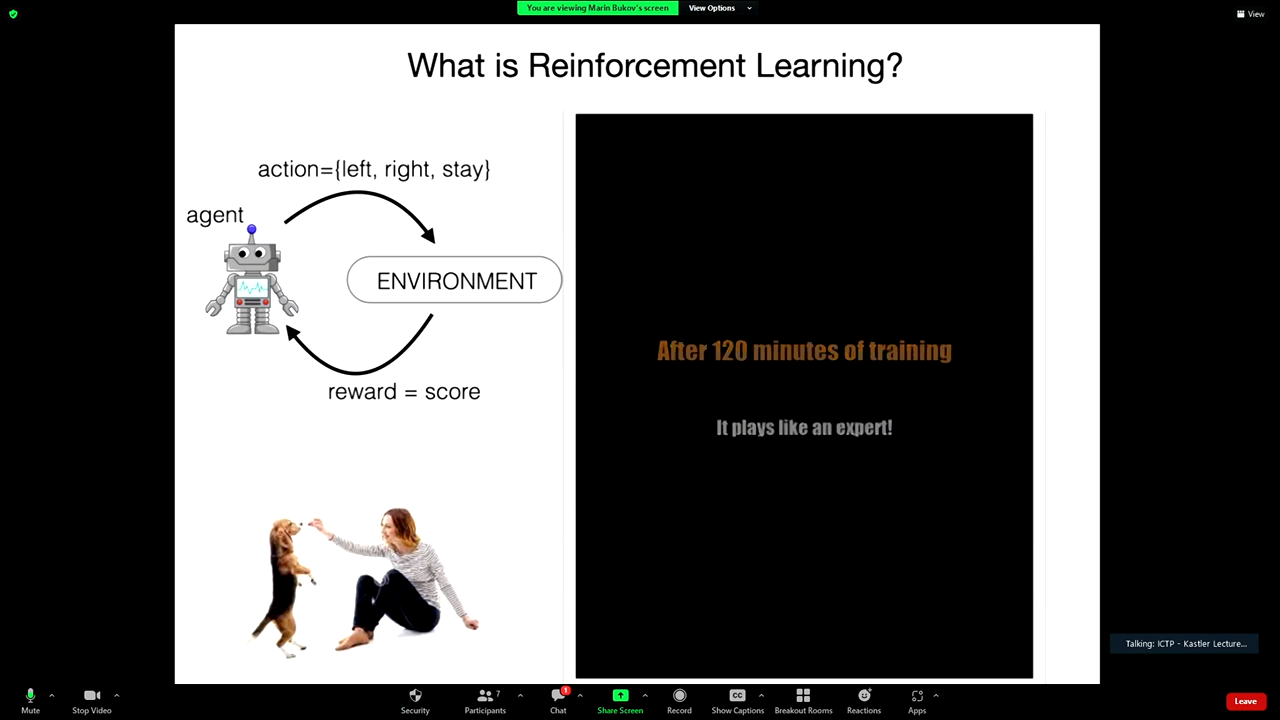 You are viewing Marin Bukov's screen
View Options
View
What is Reinforcement Learning?
action={left, right, stay}
agent
ENVIRONMENT
reward = score
After 120 minutes of training
It plays like an expert!
Talking: ICTP - Kastler Lecture...
Mute
Stop Video
Security
Participants
7
Chat
1
Share Screen
Record
CC
Show Captions
Breakout Rooms
Reactions
Apps
Leave